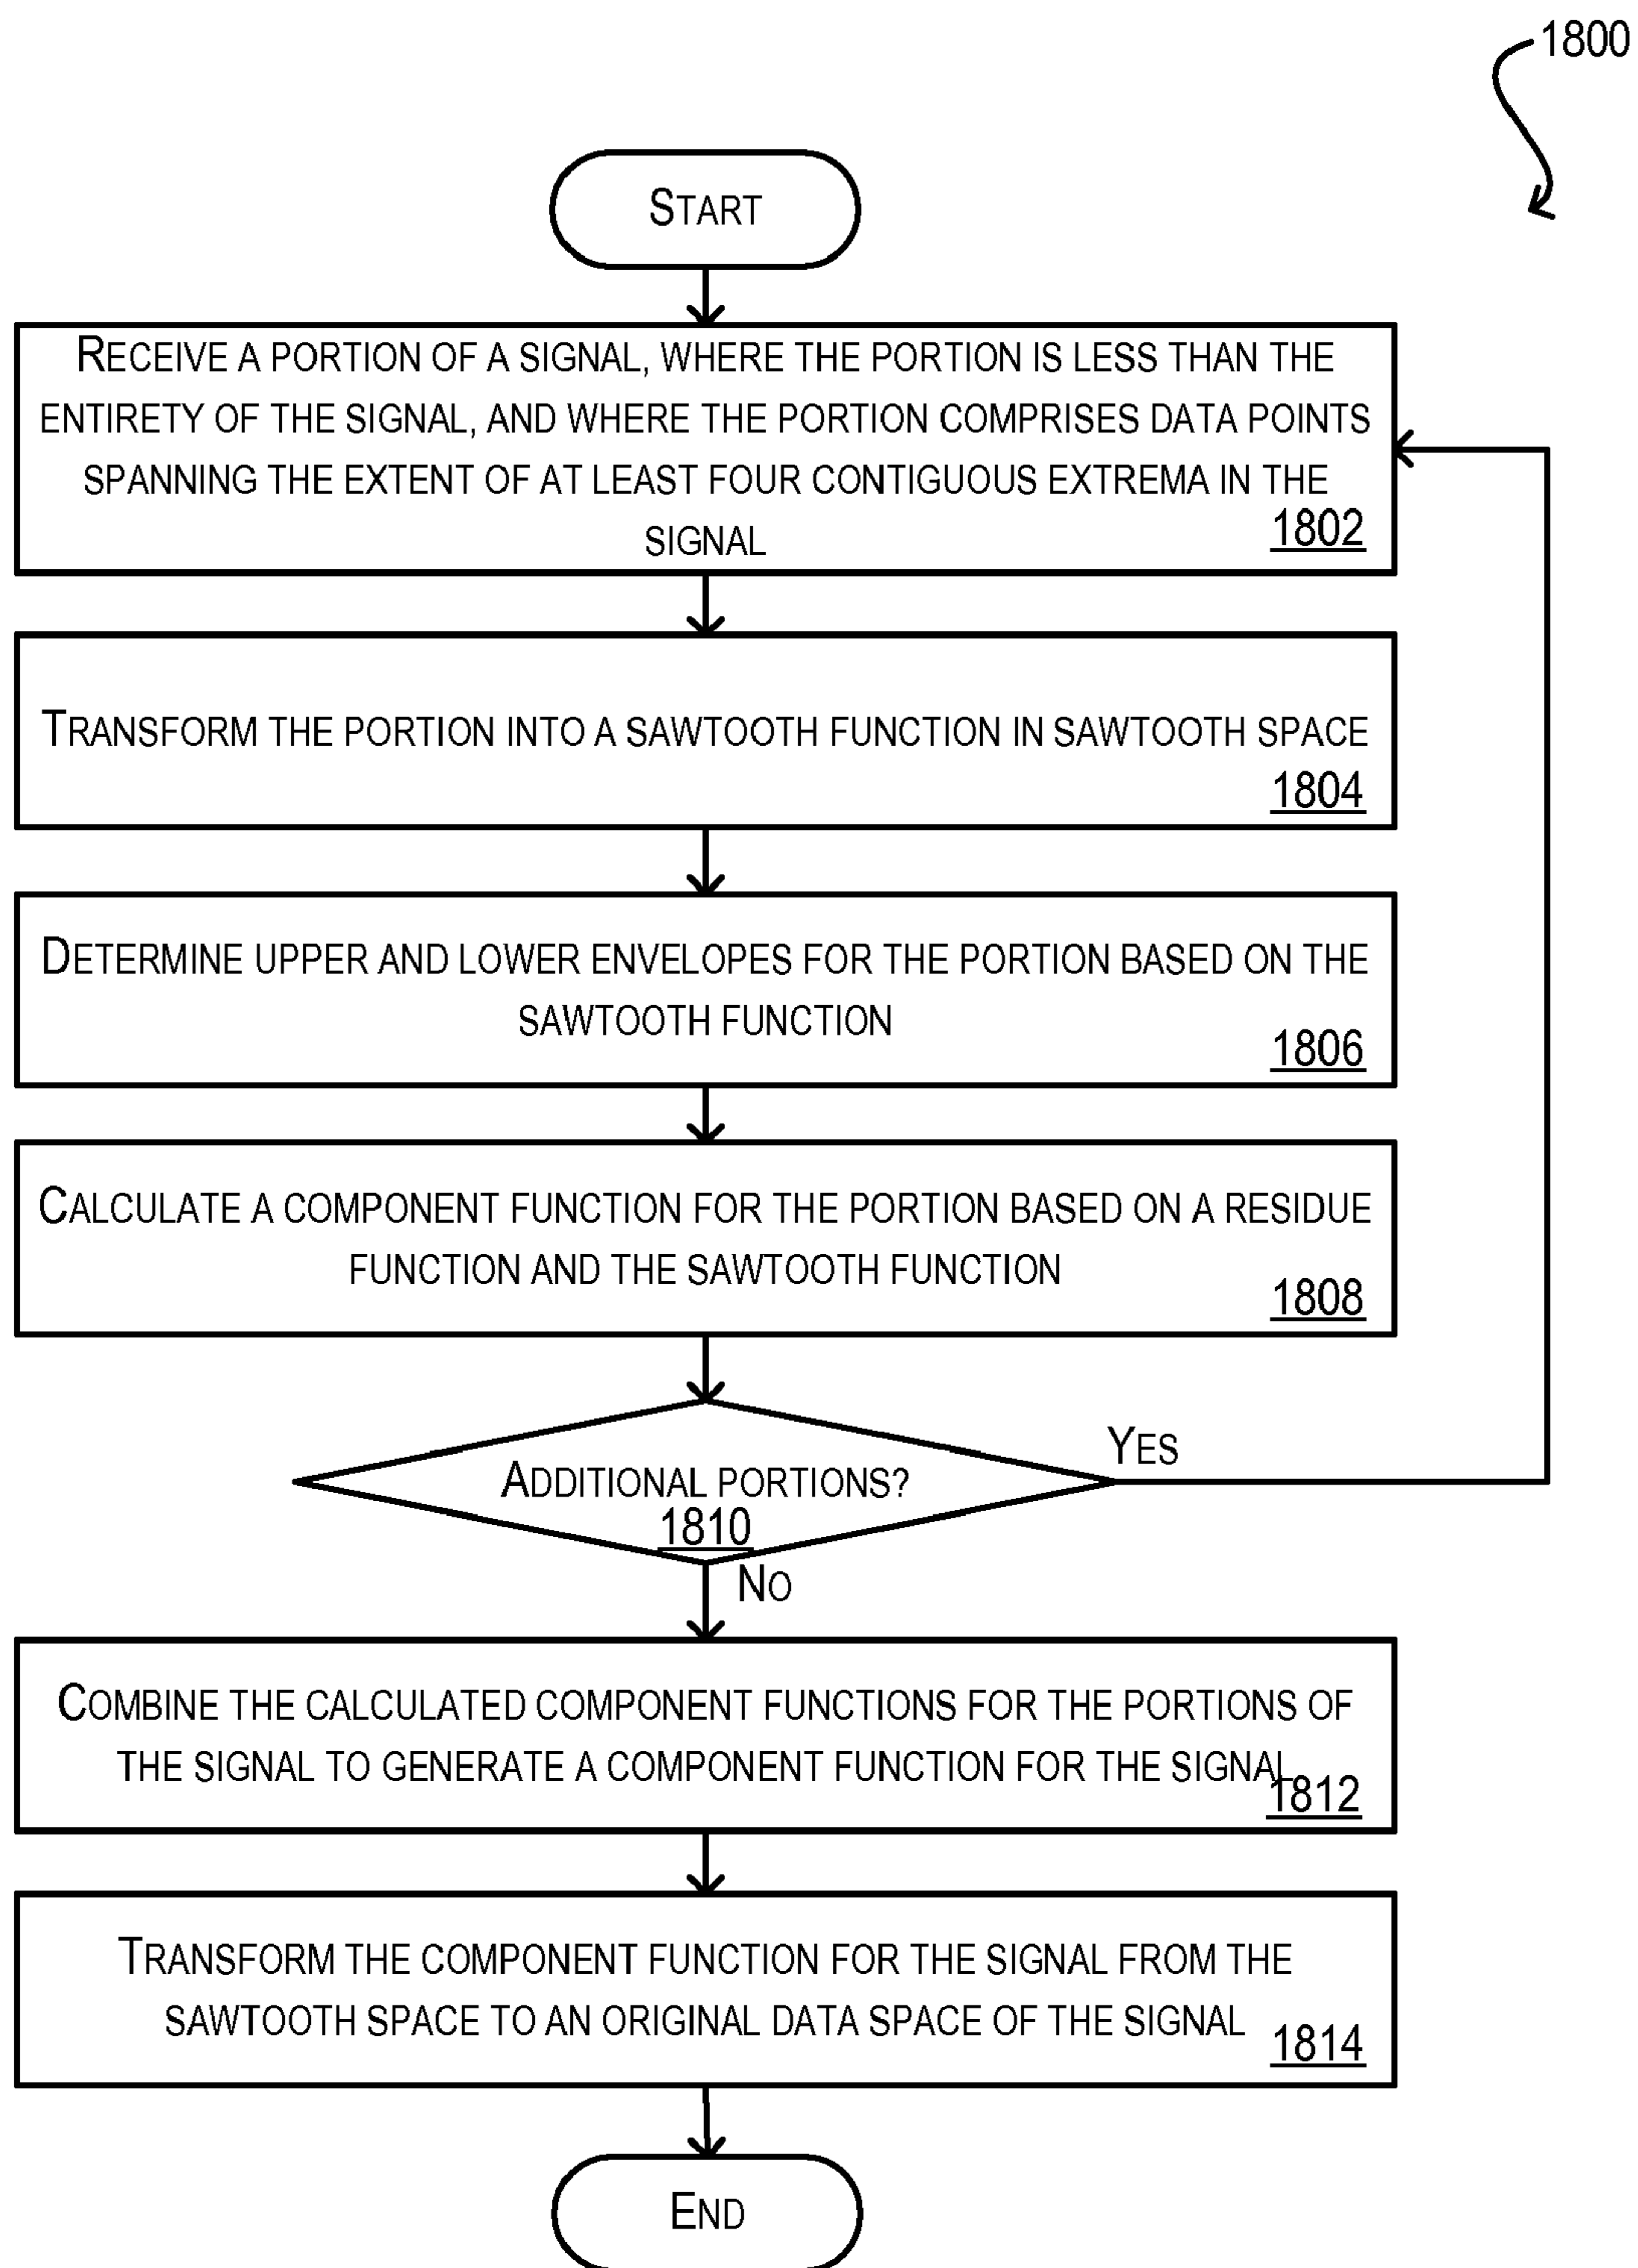 1800
START
RECEIVE A PORTION OF A SIGNAL, WHERE THE PORTION IS LESS THAN THE
ENTIRETY OF THE SIGNAL, AND WHERE THE PORTION COMPRISES DATA POINTS
SPANNING THE EXTENT OF AT LEAST FOUR CONTIGUOUS EXTREMA IN THE
SIGNAL
1802
TRANSFORM THE PORTION INTO A SAWTOOTH FUNCTION IN SAWTOOTH SPACE
1804
DETERMINE UPPER AND LOWER ENVELOPES FOR THE PORTION BASED ON THE
SAWTOOTH FUNCTION
1806
CALCULATE A COMPONENT FUNCTION FOR THE PORTION BASED ON A RESIDUE
FUNCTION AND THE SAWTOOTH FUNCTION
1808
YES
ADDITIONAL PORTIONS?
1810
NO
COMBINE THE CALCULATED COMPONENT FUNCTIONS FOR THE PORTIONS OF
THE SIGNAL TO GENERATE A COMPONENT FUNCTION FOR THE SIGNAL
1812
TRANSFORM THE COMPONENT FUNCTION FOR THE SIGNAL FROM THE
SAWTOOTH SPACE TO AN ORIGINAL DATA SPACE OF THE SIGNAL
1814
END